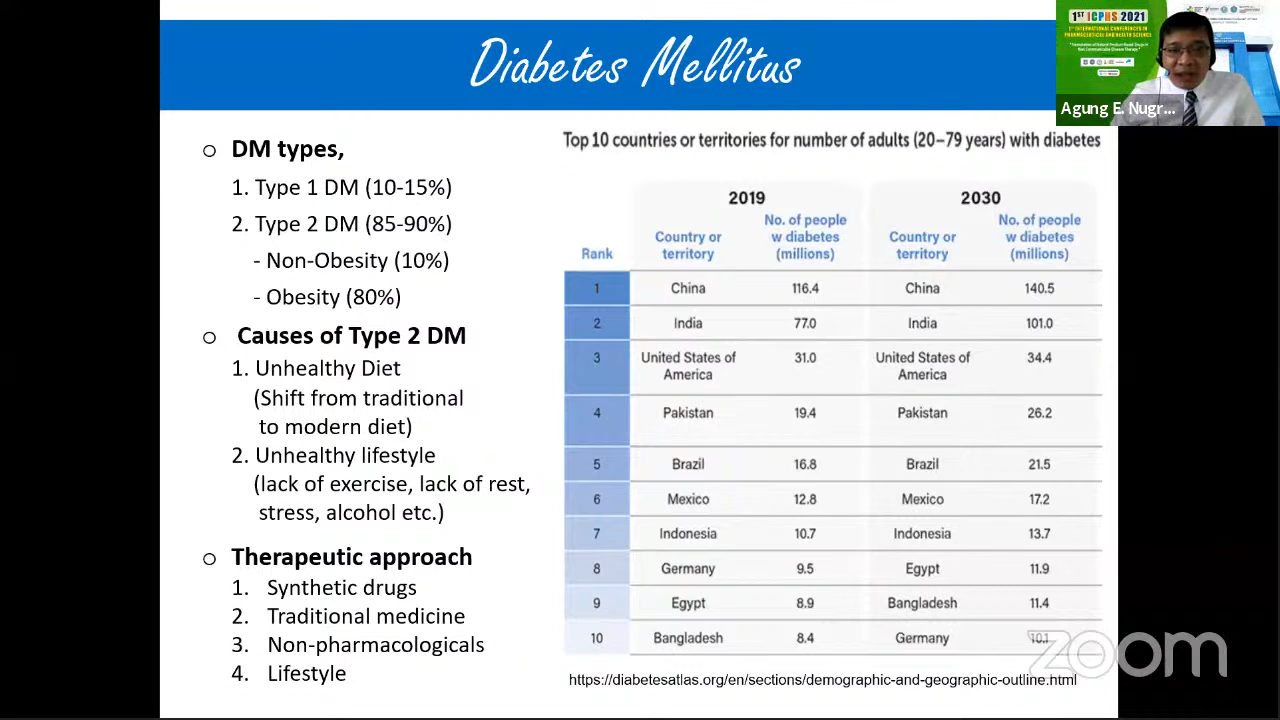 Diabetes Mellitus
1ST ICPHS 2021
1ST INTERNATIONAL CONFERENCE IN
PHARMACEUTICAL AND HEALTH SCIENCE
Agung E. Nugr...
DM types,
1. Type 1 DM (10-15%)
2. Type 2 DM (85-90%)
- Non-Obesity (10%)
- Obesity (80%)
Causes of Type 2 DM
1. Unhealthy Diet
(Shift from traditional
to modern diet)
2. Unhealthy lifestyle
(lack of exercise, lack of rest,
stress, alcohol etc.)
Therapeutic approach
1. Synthetic drugs
2. Traditional medicine
3. Non-pharmacologicals
4. Lifestyle
Top 10 countries or territories for number of adults (20–79 years) with diabetes
2019 2030
Rank Country or territory No. of people w diabetes (millions) Country or territory No. of people w diabetes (millions)
1 China 116.4 China 140.5
2 India 77.0 India 101.0
3 United States of America 31.0 United States of America 34.4
4 Pakistan 19.4 Pakistan 26.2
5 Brazil 16.8 Brazil 21.5
6 Mexico 12.8 Mexico 17.2
7 Indonesia 10.7 Indonesia 13.7
8 Germany 9.5 Egypt 11.9
9 Egypt 8.9 Bangladesh 11.4
10 Bangladesh 8.4 Germany 10.1
zoom
https://diabetesatlas.org/en/sections/demographic-and-geographic-outline.html